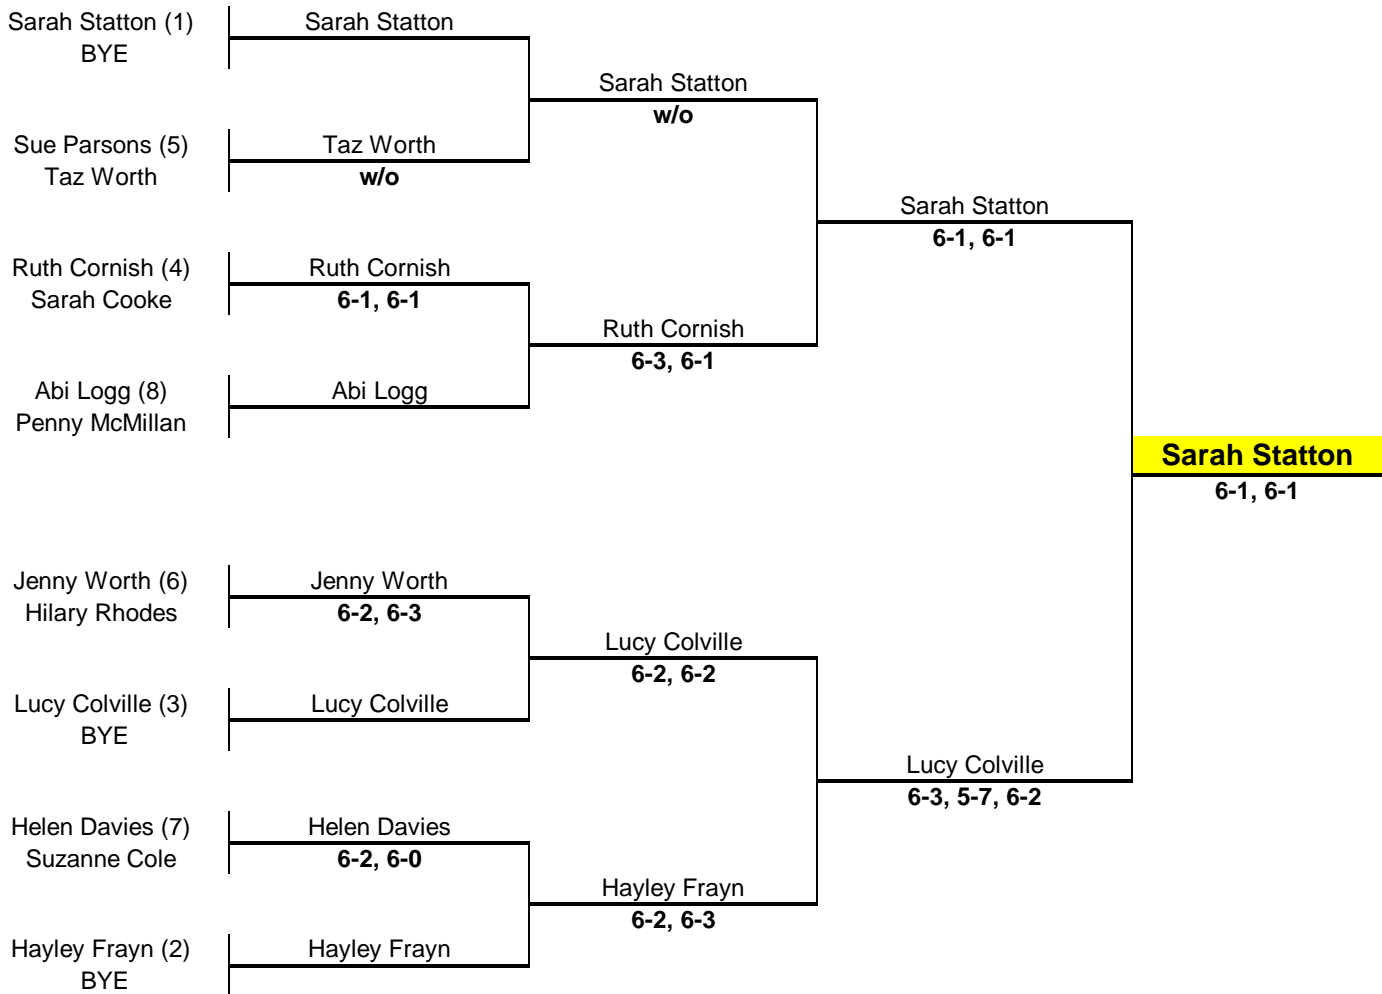 Sarah Statton (1)
BYE
Sarah Statton
Sarah Statton
w/o
Sue Parsons (5)
Taz Worth
Taz Worth
w/o
Sarah Statton
6-1, 6-1
Ruth Cornish (4)
Sarah Cooke
Ruth Cornish
6-1, 6-1
Ruth Cornish
6-3, 6-1
Abi Logg (8)
Penny McMillan
Abi Logg
Sarah Statton
6-1, 6-1
Jenny Worth (6)
Hilary Rhodes
Jenny Worth
6-2, 6-3
Lucy Colville
6-2, 6-2
Lucy Colville (3)
BYE
Lucy Colville
Lucy Colville
6-3, 5-7, 6-2
Helen Davies (7)
Suzanne Cole
Helen Davies
6-2, 6-0
Hayley Frayn
6-2, 6-3
Hayley Frayn (2)
BYE
Hayley Frayn